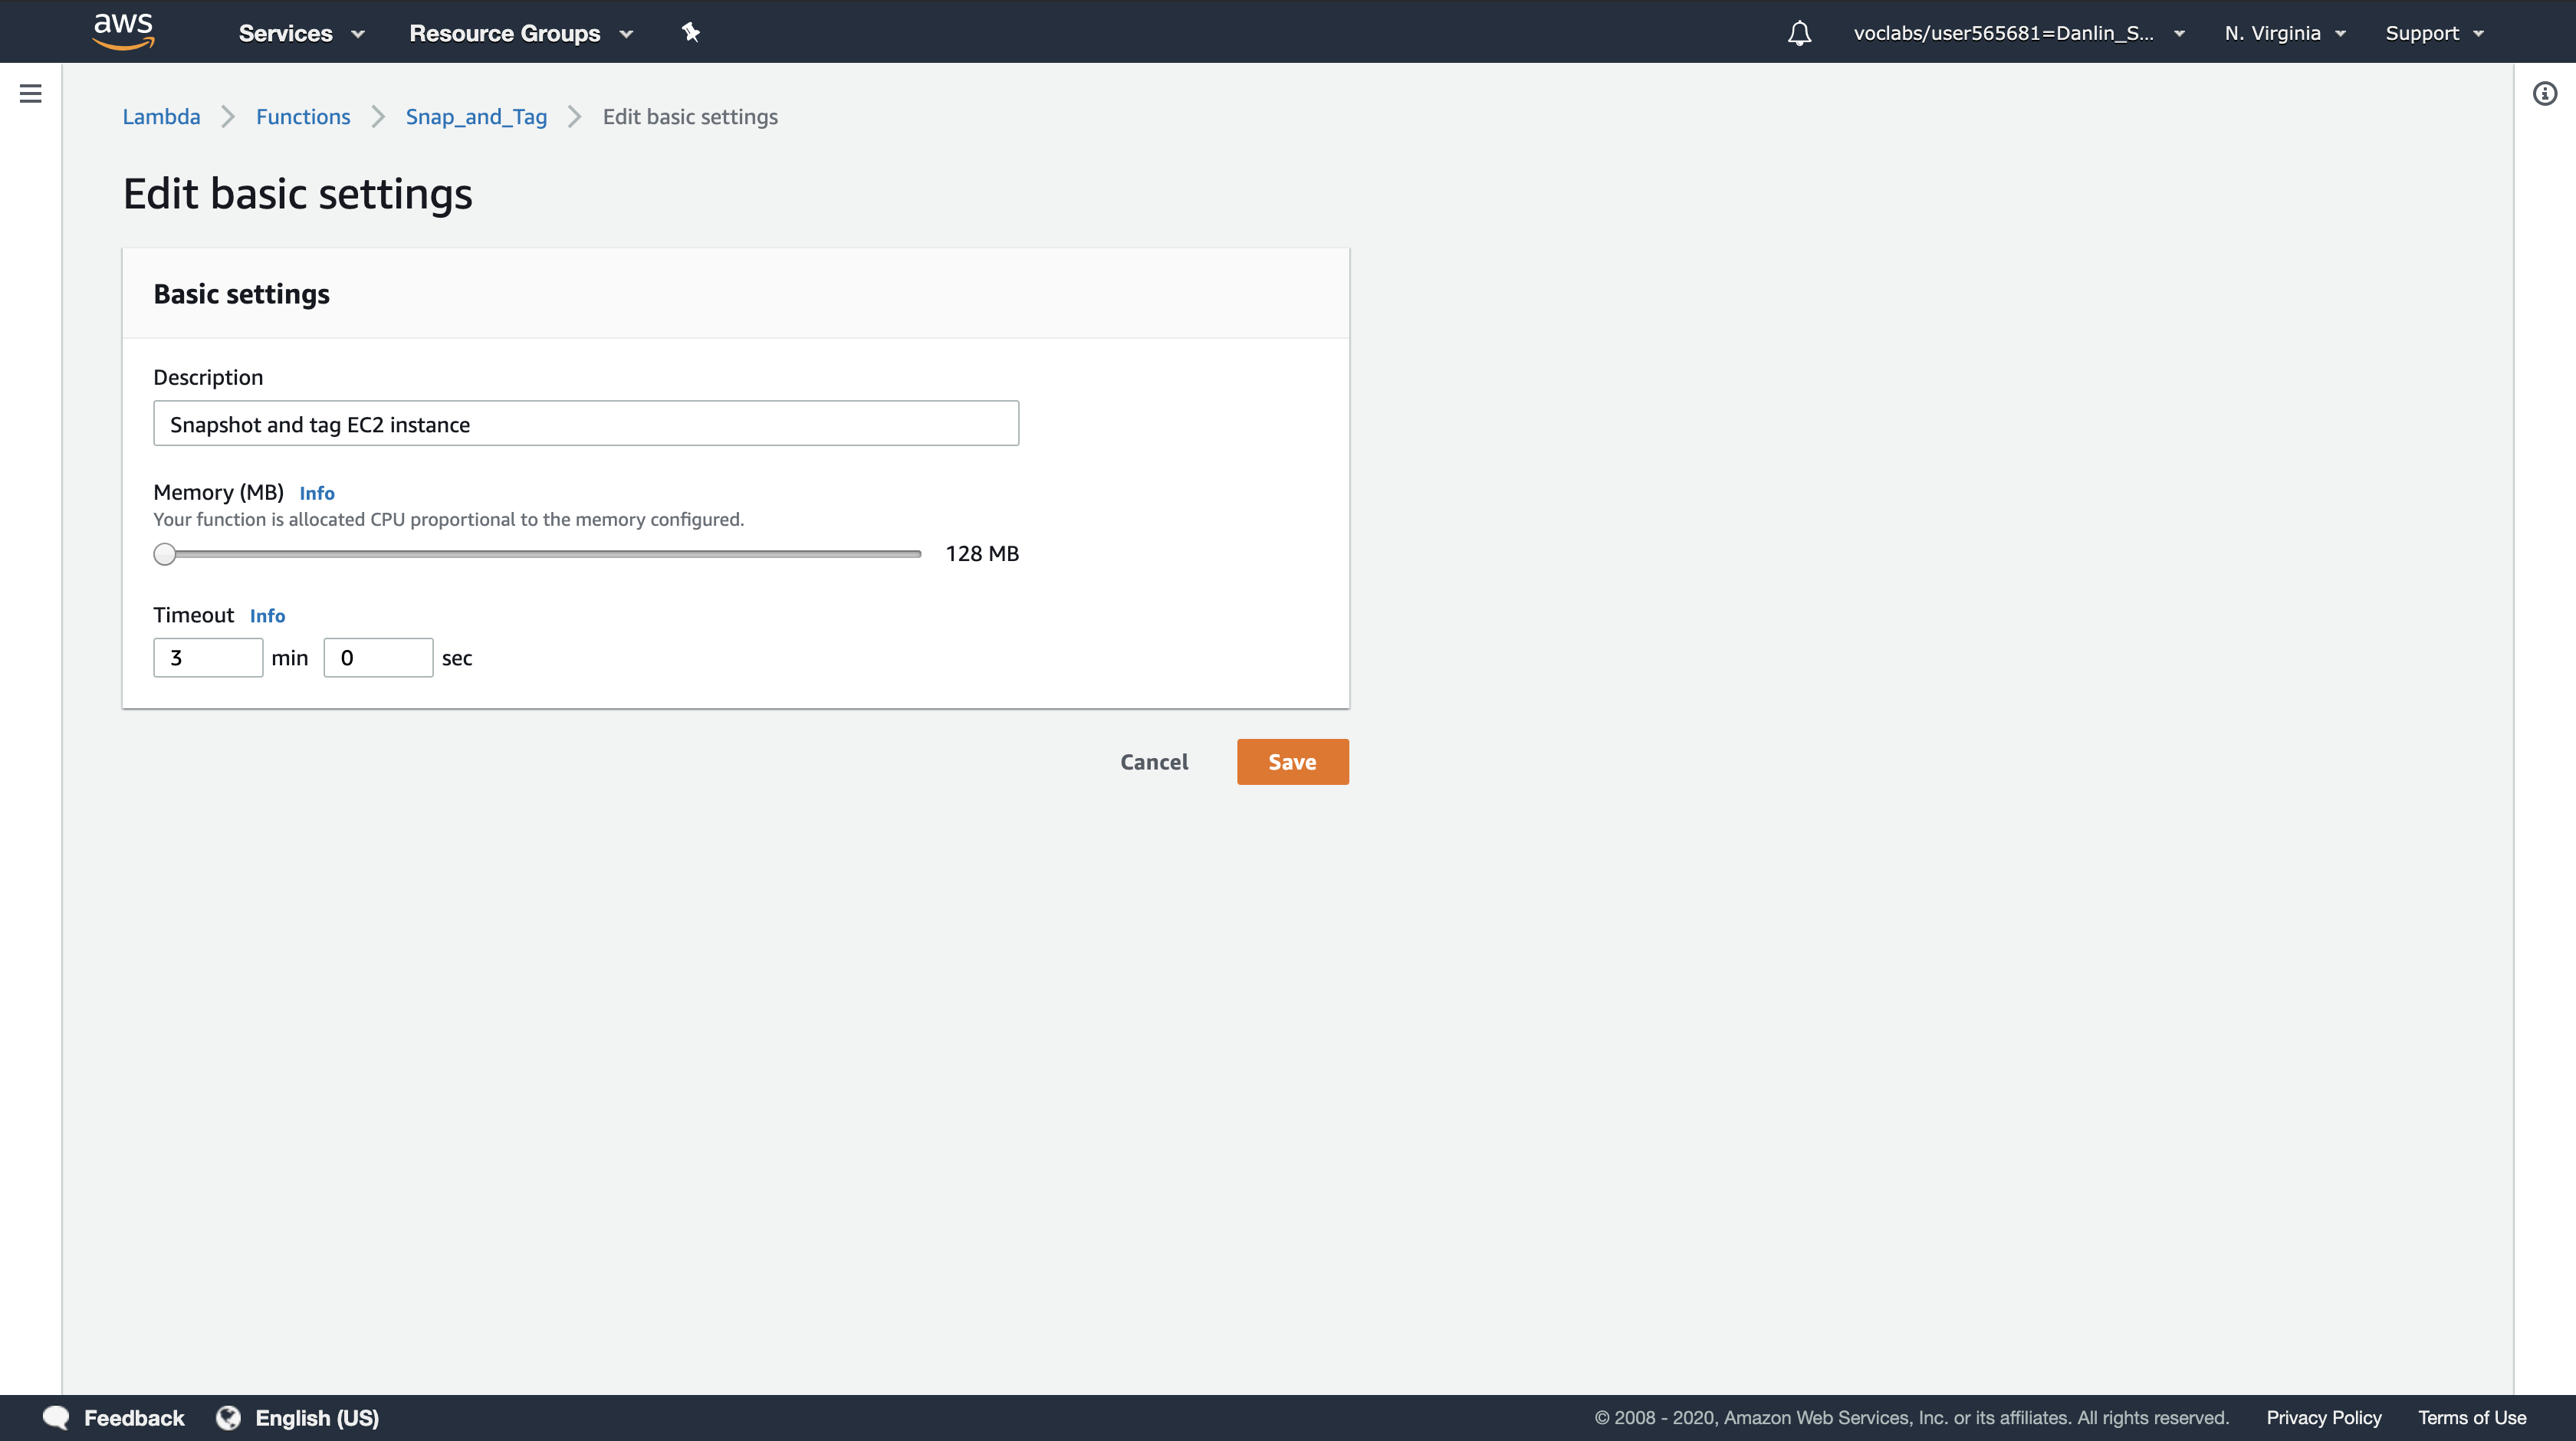 aws
Services
Resource Groups
voclabs/user565681=Danlin_S...
N. Virginia
Support
Lambda
Functions
Snap_and_Tag
Edit basic settings
Edit basic settings
Basic settings
Description
Snapshot and tag EC2 instance
Memory (MB) Info
Your function is allocated CPU proportional to the memory configured.
128 MB
Timeout Info
3 min 0 sec
Cancel
Save
Feedback
English (US)
© 2008 - 2020, Amazon Web Services, Inc. or its affiliates. All rights reserved.
Privacy Policy
Terms of Use